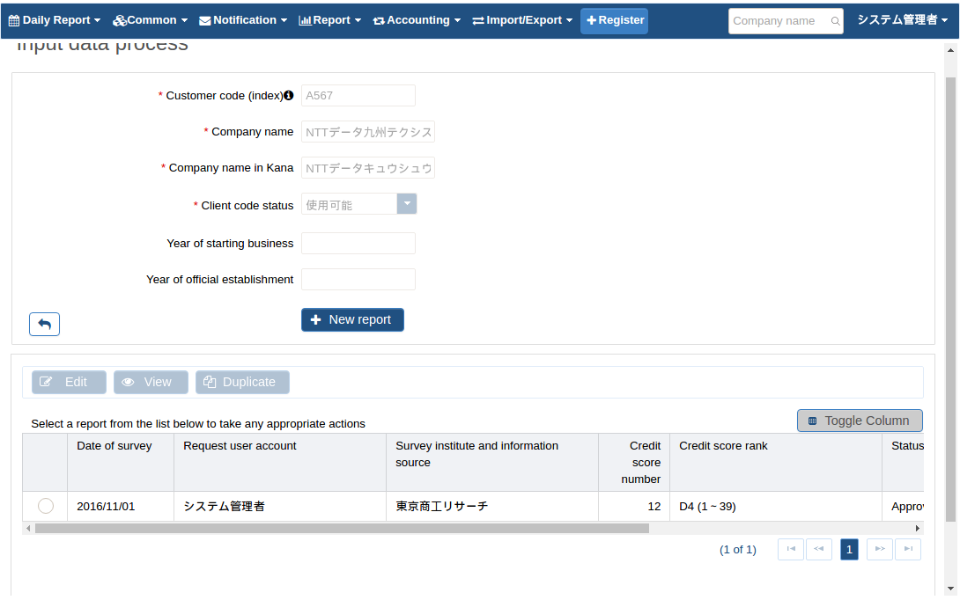 Daily Report Common Notification Report Accounting Import/Export + Register Company name システム管理者
Input data process
* Customer code (index) A567
* Company name NTTデータ九州テクシス
* Company name in Kana NTTデータキュウシュウ
* Client code status 使用可能
Year of starting business
Year of official establishment
+ New report
Edit View Duplicate
Select a report from the list below to take any appropriate actions
Toggle Column
Date of survey Request user account Survey institute and information source Credit score number Credit score rank Status
2016/11/01 システム管理者 東京商工リサーチ 12 D4 (1 ~ 39) Appro
(1 of 1) 1